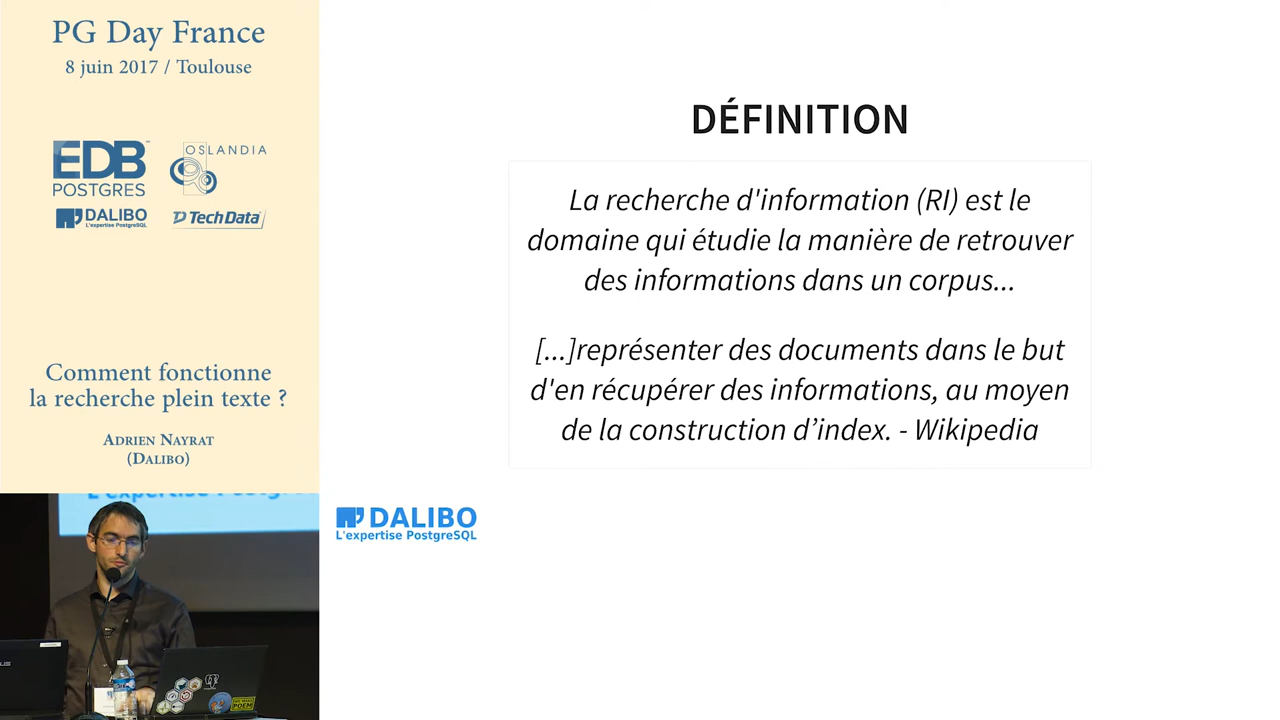 PG Day France
8 juin 2017 / Toulouse
EDB
POSTGRES
OSLANDIA
DALIBO
L'expertise PostgreSQL
Tech Data
Comment fonctionne
la recherche plein texte ?
ADRIEN NAYRAT
(DALIBO)
DÉFINITION
La recherche d'information (RI) est le
domaine qui étudie la manière de retrouver
des informations dans un corpus...
[...]représenter des documents dans le but
d'en récupérer des informations, au moyen
de la construction d’index. - Wikipedia
DALIBO
L'expertise PostgreSQL